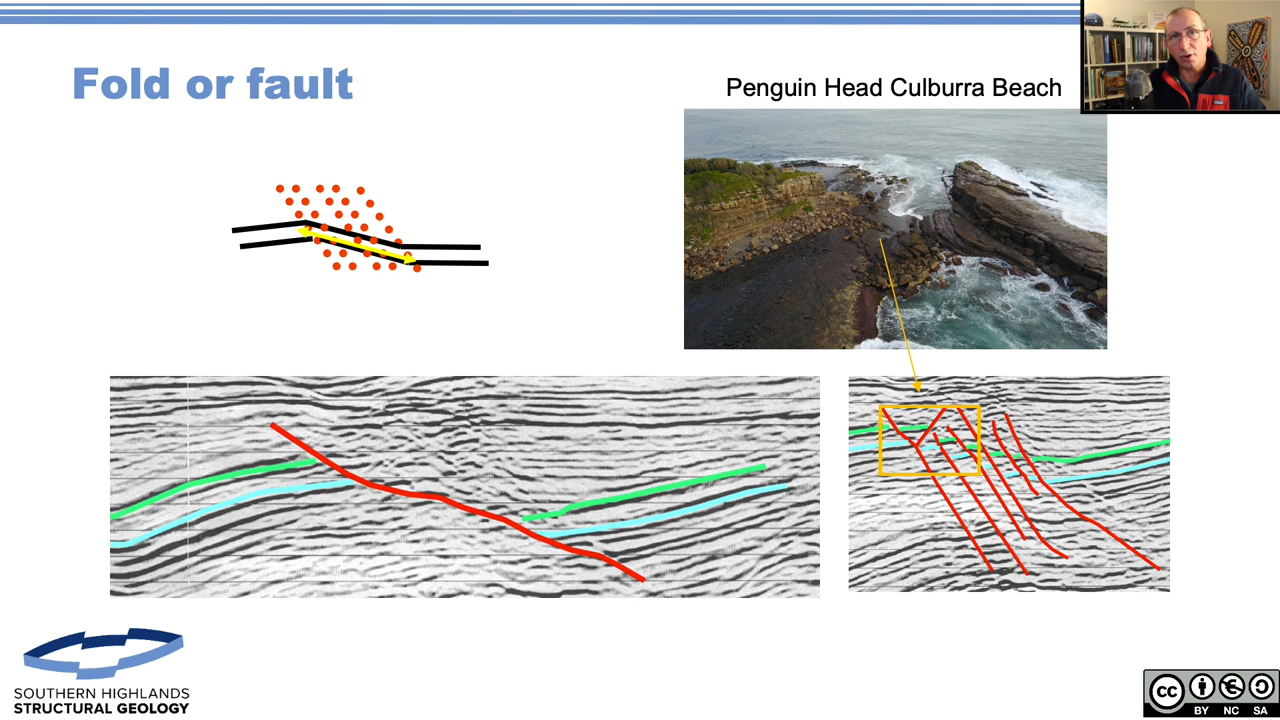 Fold or fault
Penguin Head Culburra Beach
SOUTHERN HIGHLANDS
STRUCTURAL GEOLOGY
cc
BY NC SA